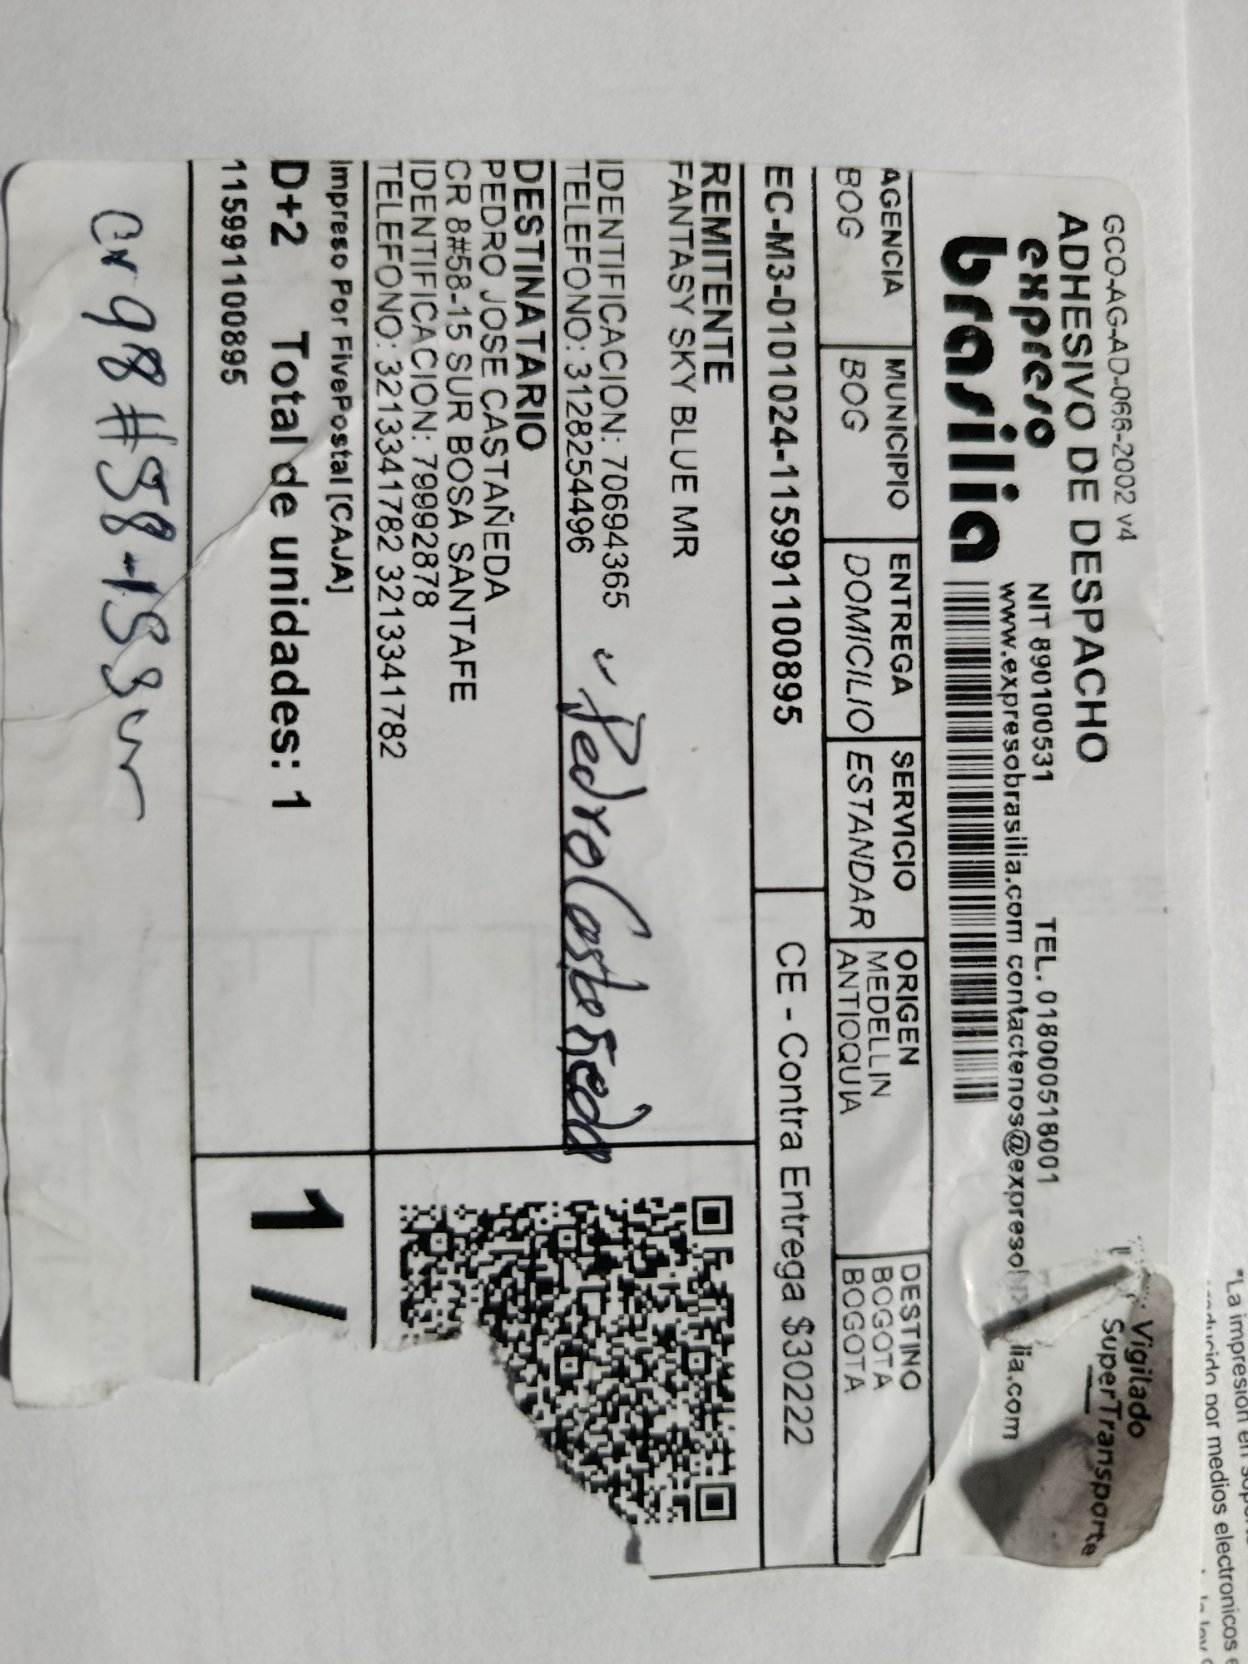 GCO-AG-AD-066-2002 v4
ADHESIVO DE DESPACHO
expreso
brasilia
NIT 890100531 TEL. 018000518001
www.expresobrasilia.com contactenos@expreso lia.com
Vigilado
SuperTransporte
AGENCIA MUNICIPIO ENTREGA SERVICIO ORIGEN DESTINO
BOG BOG DOMICILIO ESTANDAR MEDELLIN BOGOTA
ANTIOQUIA BOGOTA
EC-M3-0101024-115991100895 CE - Contra Entrega $30222
REMITENTE
FANTASY SKY BLUE MR
IDENTIFICACION: 70694365
TELEFONO: 3128254496
Pedro Castañeda
DESTINATARIO
PEDRO JOSE CASTAÑEDA
CR 8#58-15 SUR BOSA SANTAFE
IDENTIFICACION: 79992878
TELEFONO: 3213341782 3213341782
Impreso Por FivePostal [CAJA]
D+2 Total de unidades: 1
115991100895
1 /
Cr 98 #58-15 Sur
"La impresión en
por medios electronicos